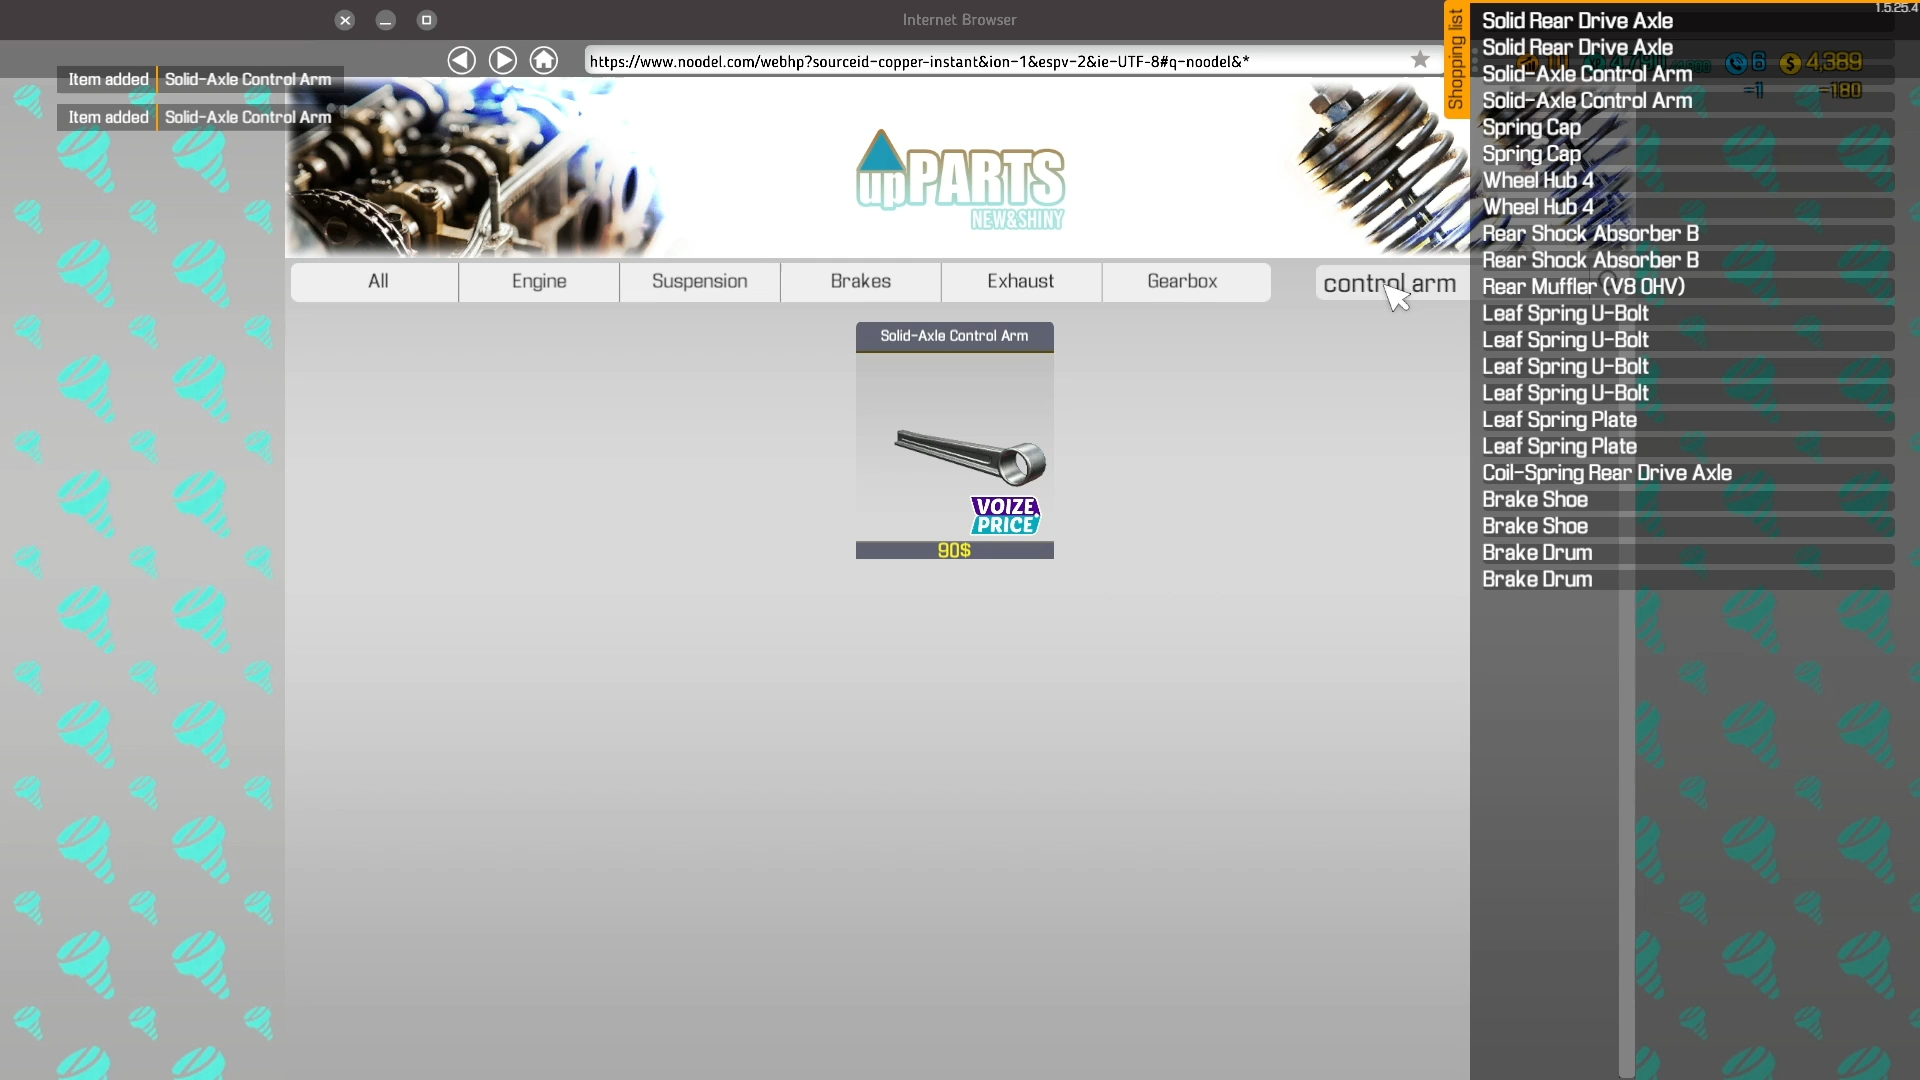 Internet Browser
1.5.25.4
https://www.noodel.com/webhp?sourceid-copper-instant&ion-1&espv-2&ie-UTF-8#q-noodel&*
6
4,389
-1
-180
Item added | Solid-Axle Control Arm
Item added | Solid-Axle Control Arm
upPARTS
NEW&SHINY
All
Engine
Suspension
Brakes
Exhaust
Gearbox
control arm
Solid-Axle Control Arm
VOIZE PRICE
90$
Shopping list
Solid Rear Drive Axle
Solid Rear Drive Axle
Solid-Axle Control Arm
Solid-Axle Control Arm
Spring Cap
Spring Cap
Wheel Hub 4
Wheel Hub 4
Rear Shock Absorber B
Rear Shock Absorber B
Rear Muffler (V8 OHV)
Leaf Spring U-Bolt
Leaf Spring U-Bolt
Leaf Spring U-Bolt
Leaf Spring U-Bolt
Leaf Spring Plate
Leaf Spring Plate
Coil-Spring Rear Drive Axle
Brake Shoe
Brake Shoe
Brake Drum
Brake Drum